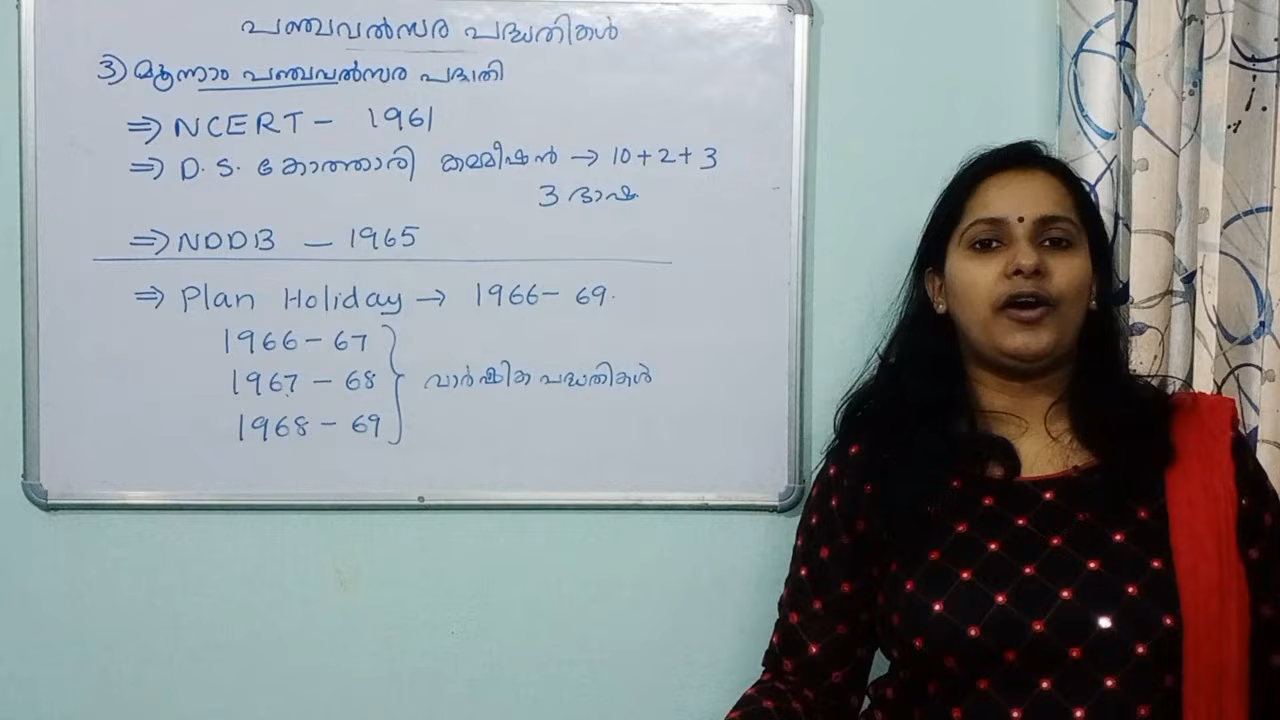 പഞ്ചവൽസര പദ്ധതികൾ
3) മൂന്നാം പഞ്ചവൽസര പദ്ധതി
⇒ NCERT - 1961
⇒ D. S. കോത്താരി കമ്മീഷൻ → 10+2+3
3 ഭാഷ
⇒ NDDB - 1965
⇒ Plan Holiday → 1966-69.
1966-67
1967-68 } വാർഷിക പദ്ധതികൾ
1968-69